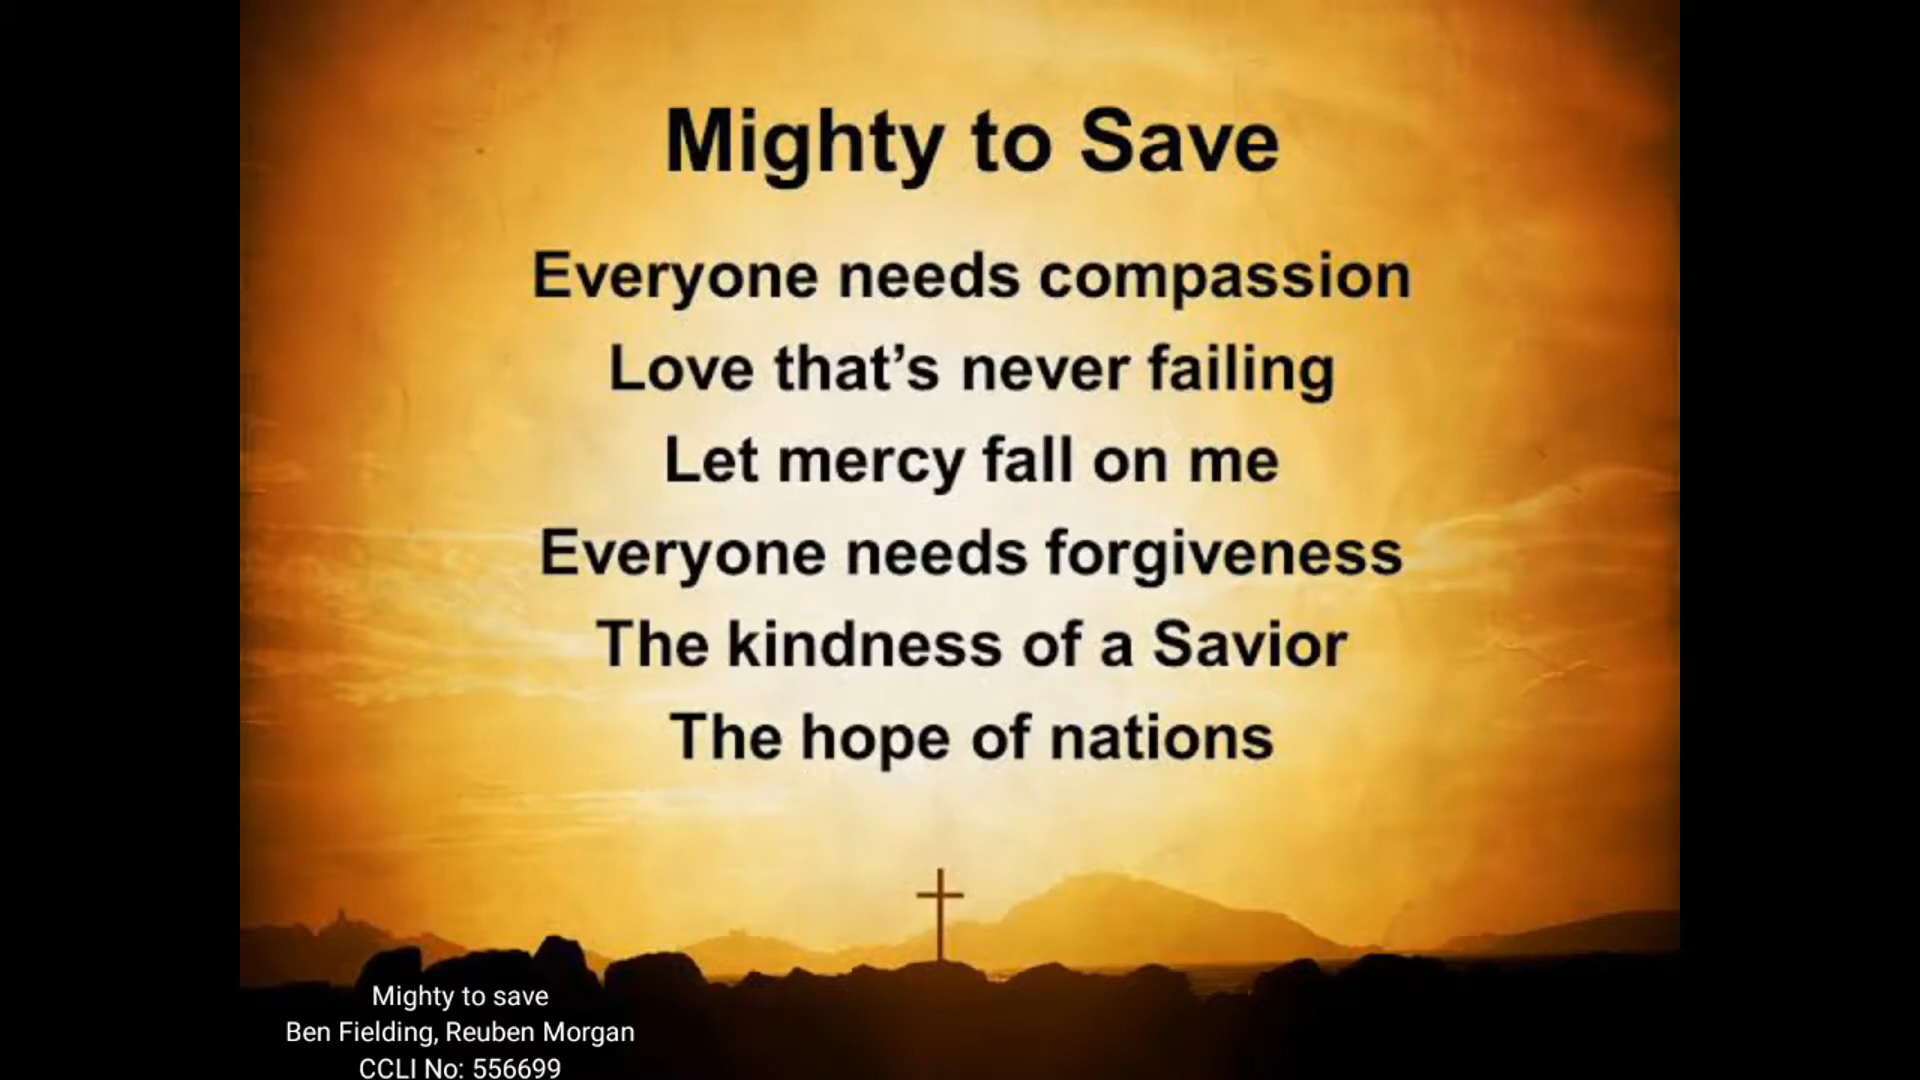 Mighty to Save
Everyone needs compassion
Love that’s never failing
Let mercy fall on me
Everyone needs forgiveness
The kindness of a Savior
The hope of nations
Mighty to save
Ben Fielding, Reuben Morgan
CCLI No: 556699